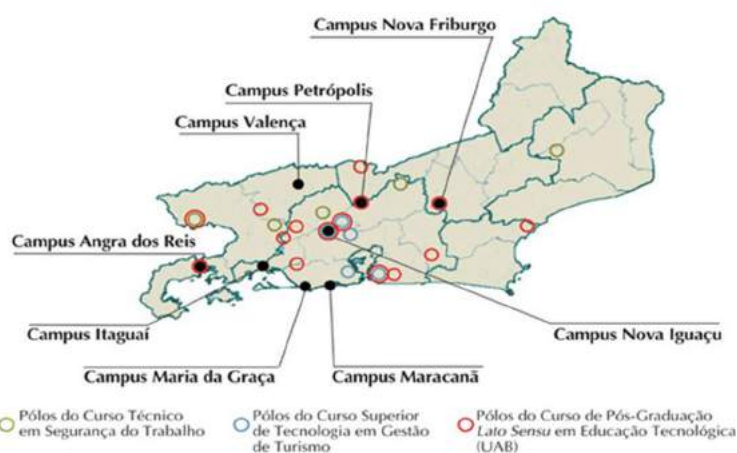 Campus Nova Friburgo
Campus Petrópolis
Campus Valença
Campus Angra dos Reis
Campus Itaguaí
Campus Nova Iguaçu
Campus Maria da Graça
Campus Maracanã
Pólos do Curso Técnico
em Segurança do Trabalho
Pólos do Curso Superior
de Tecnologia em Gestão
de Turismo
Pólos do Curso de Pós-Graduação
Lato Sensu em Educação Tecnológica
(UAB)